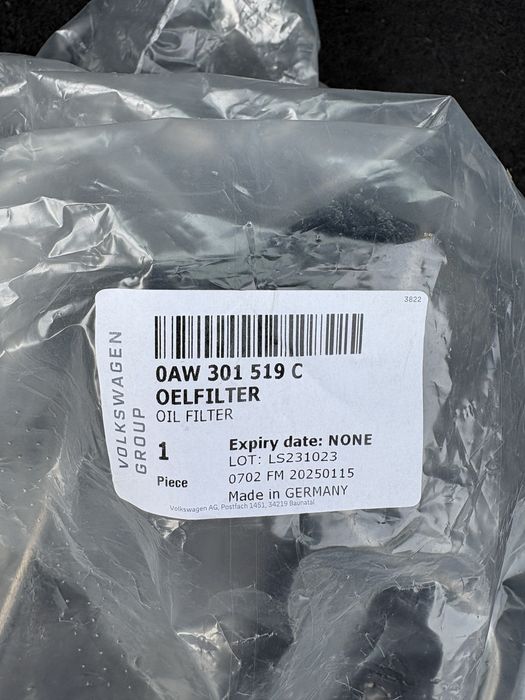 3822
VOLKSWAGEN
GROUP
0AW 301 519 C
OELFILTER
OIL FILTER
1
Piece
Expiry date: NONE
LOT: LS231023
0702 FM 20250115
Made in GERMANY
Volkswagen AG, Postfach 1451, 34219 Baunatal